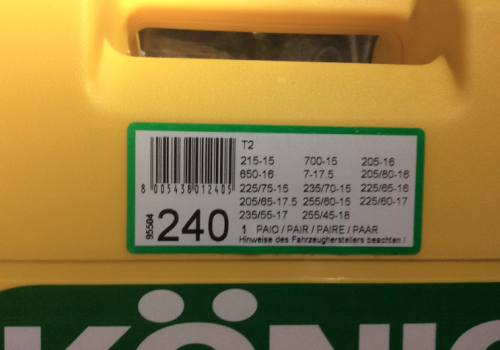 T2
215-15 700-15 205-16
650-16 7-17.5 205/80-16
225/75-15 235/70-15 225/65-16
205/65-17.5 255/60-15 225/60-17
235/55-17 255/45-18
8 005438 012405
95504
240
1 PAIO / PAIR / PAIRE / PAAR
Hinweise des Fahrzeugherstellers beachten !
KÖNIG